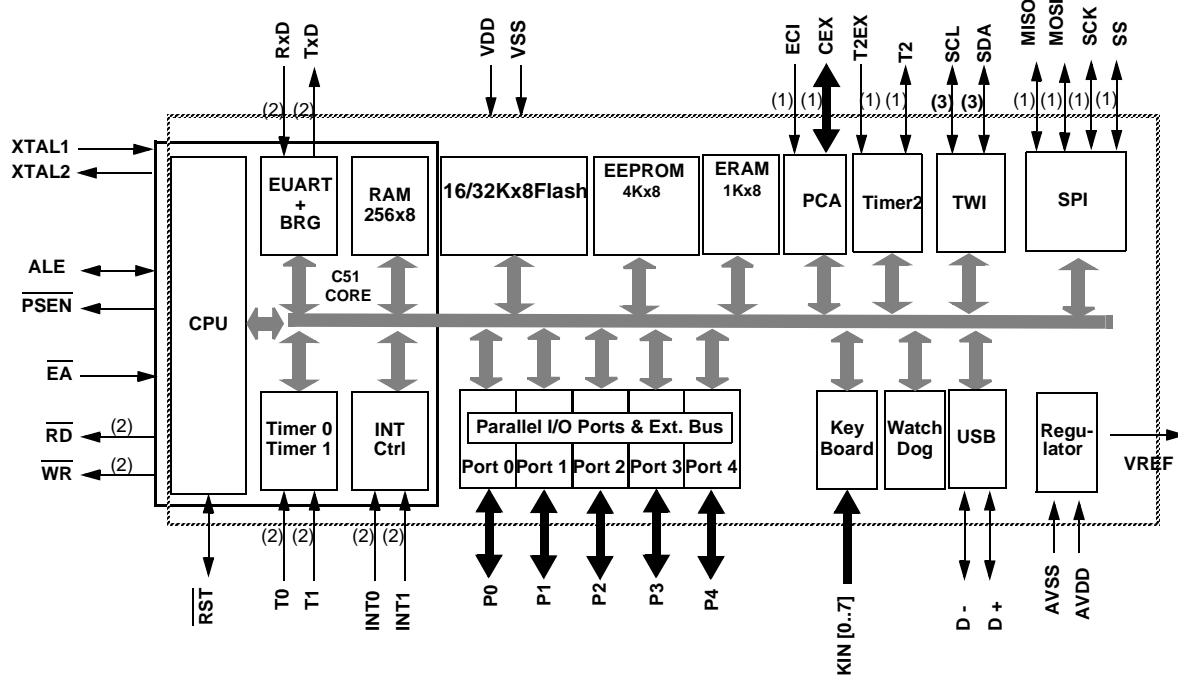 RxD
TxD
VDD
VSS
ECI
CEX
T2EX
T2
SCL
SDA
MISO
MOSI
SCK
SS
(2) (2)
(1) (1)
(1) (1)
(3) (3)
(1) (1) (1) (1)
XTAL1
XTAL2
ALE
PSEN
EA
RD
(2)
WR
(2)
CPU
EUART
+
BRG
RAM
256x8
C51
CORE
16/32Kx8Flash
EEPROM
4Kx8
ERAM
1Kx8
PCA
Timer2
TWI
SPI
Timer 0
Timer 1
INT
Ctrl
Parallel I/O Ports & Ext. Bus
Port 0
Port 1
Port 2
Port 3
Port 4
Key
Board
Watch
Dog
USB
Regu-
lator
VREF
(2) (2)
(2) (2)
RST
T0
T1
INT0
INT1
P0
P1
P2
P3
P4
KIN [0..7]
D -
D +
AVSS
AVDD